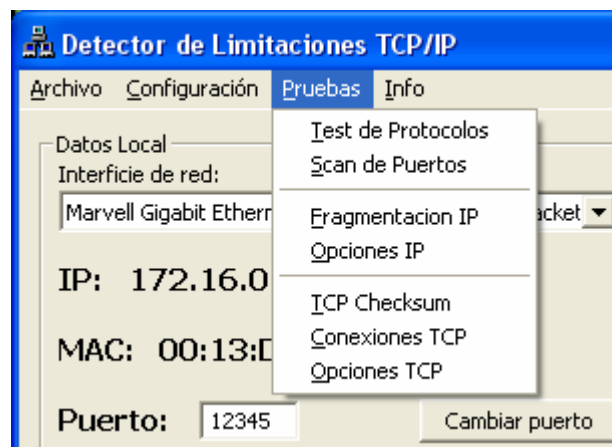 Detector de Limitaciones TCP/IP
Archivo Configuración Pruebas Info
Test de Protocolos
Scan de Puertos
Fragmentacion IP
Opciones IP
TCP Checksum
Conexiones TCP
Opciones TCP
Datos Local
Interficie de red:
Marvell Gigabit
IP: 172.16.0
MAC: 00:13:
Puerto: 12345 Cambiar puerto